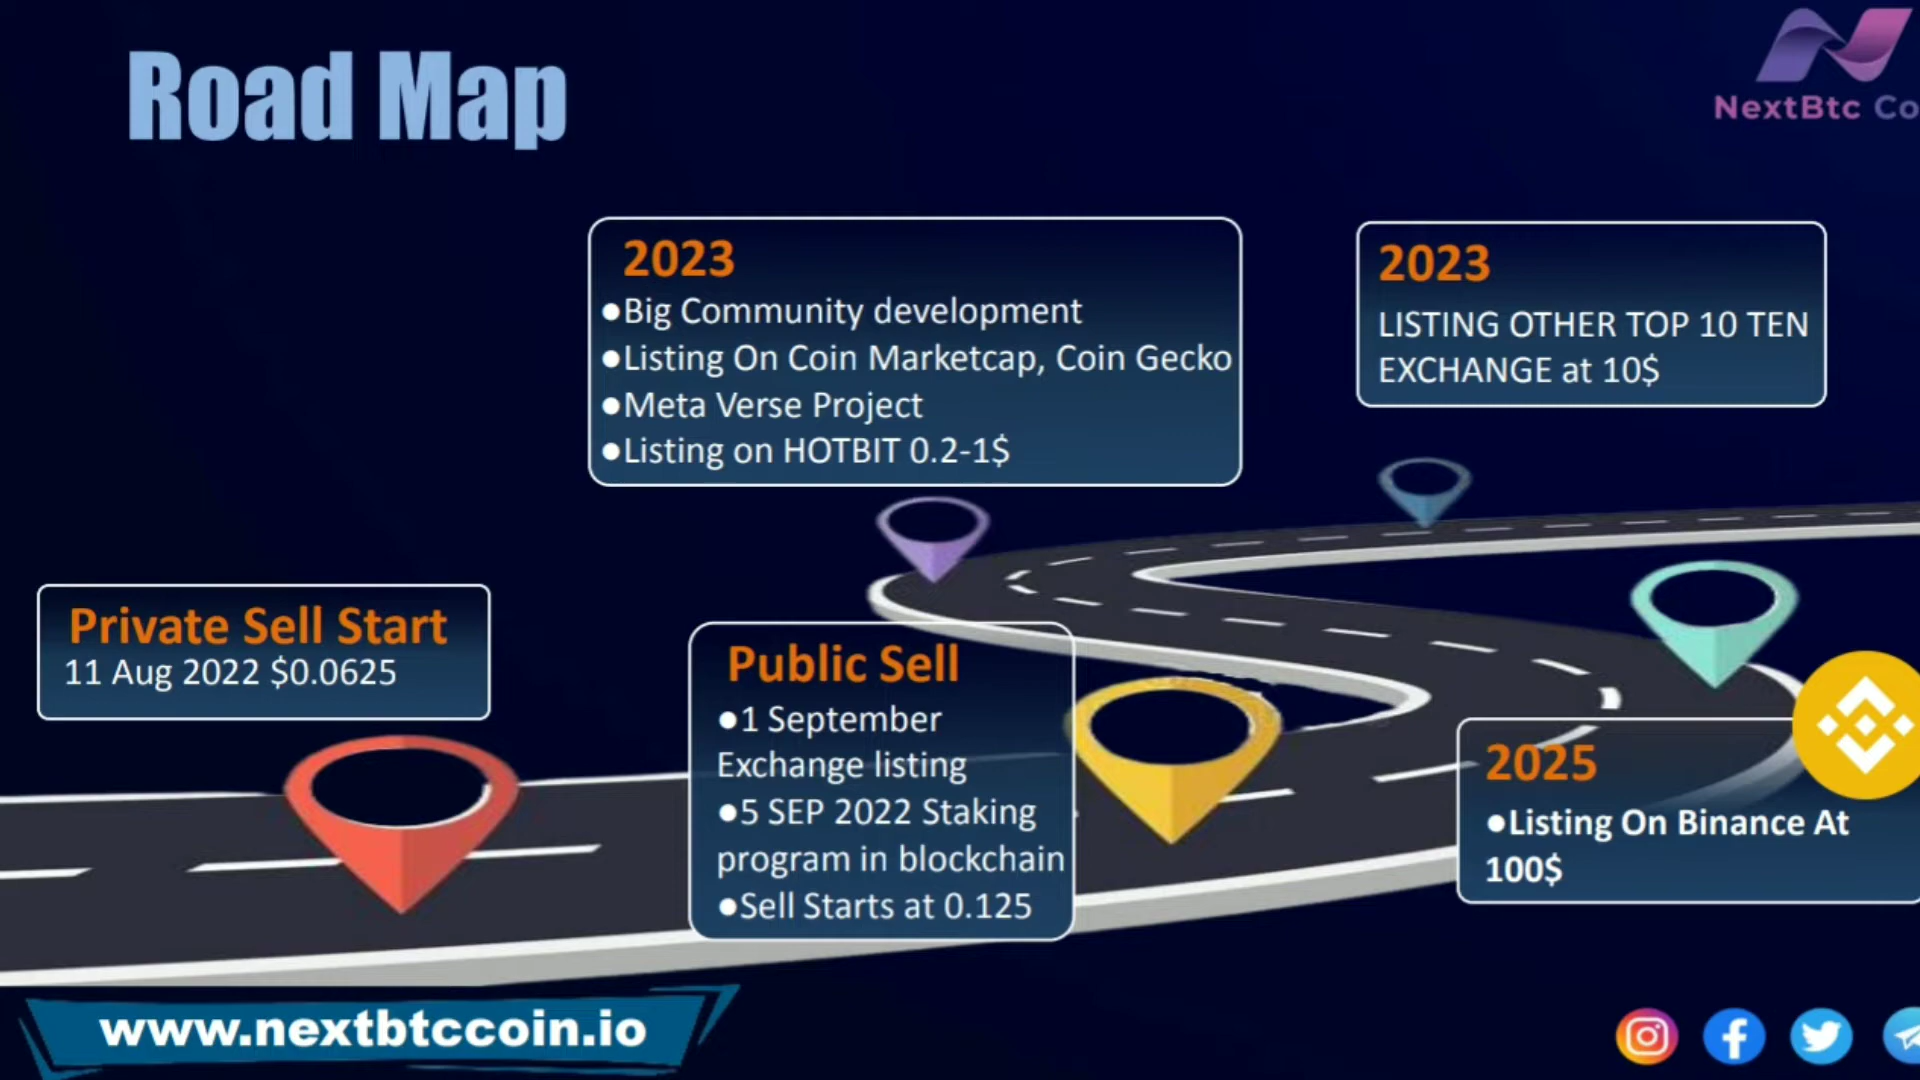 Road Map
NextBtc Co
2023
●Big Community development
●Listing On Coin Marketcap, Coin Gecko
●Meta Verse Project
●Listing on HOTBIT 0.2-1$
2023
LISTING OTHER TOP 10 TEN
EXCHANGE at 10$
Private Sell Start
11 Aug 2022 $0.0625
Public Sell
●1 September
Exchange listing
●5 SEP 2022 Staking
program in blockchain
●Sell Starts at 0.125
2025
●Listing On Binance At
100$
www.nextbtccoin.io